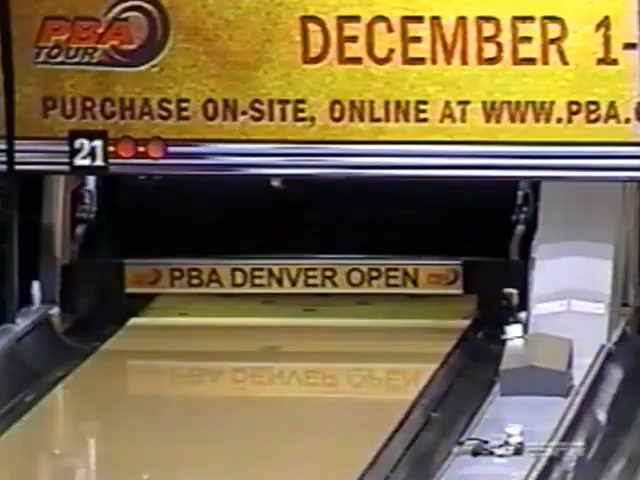 PBA
TOUR
DECEMBER 1-
PURCHASE ON-SITE, ONLINE AT WWW.PBA.
21
PBA DENVER OPEN